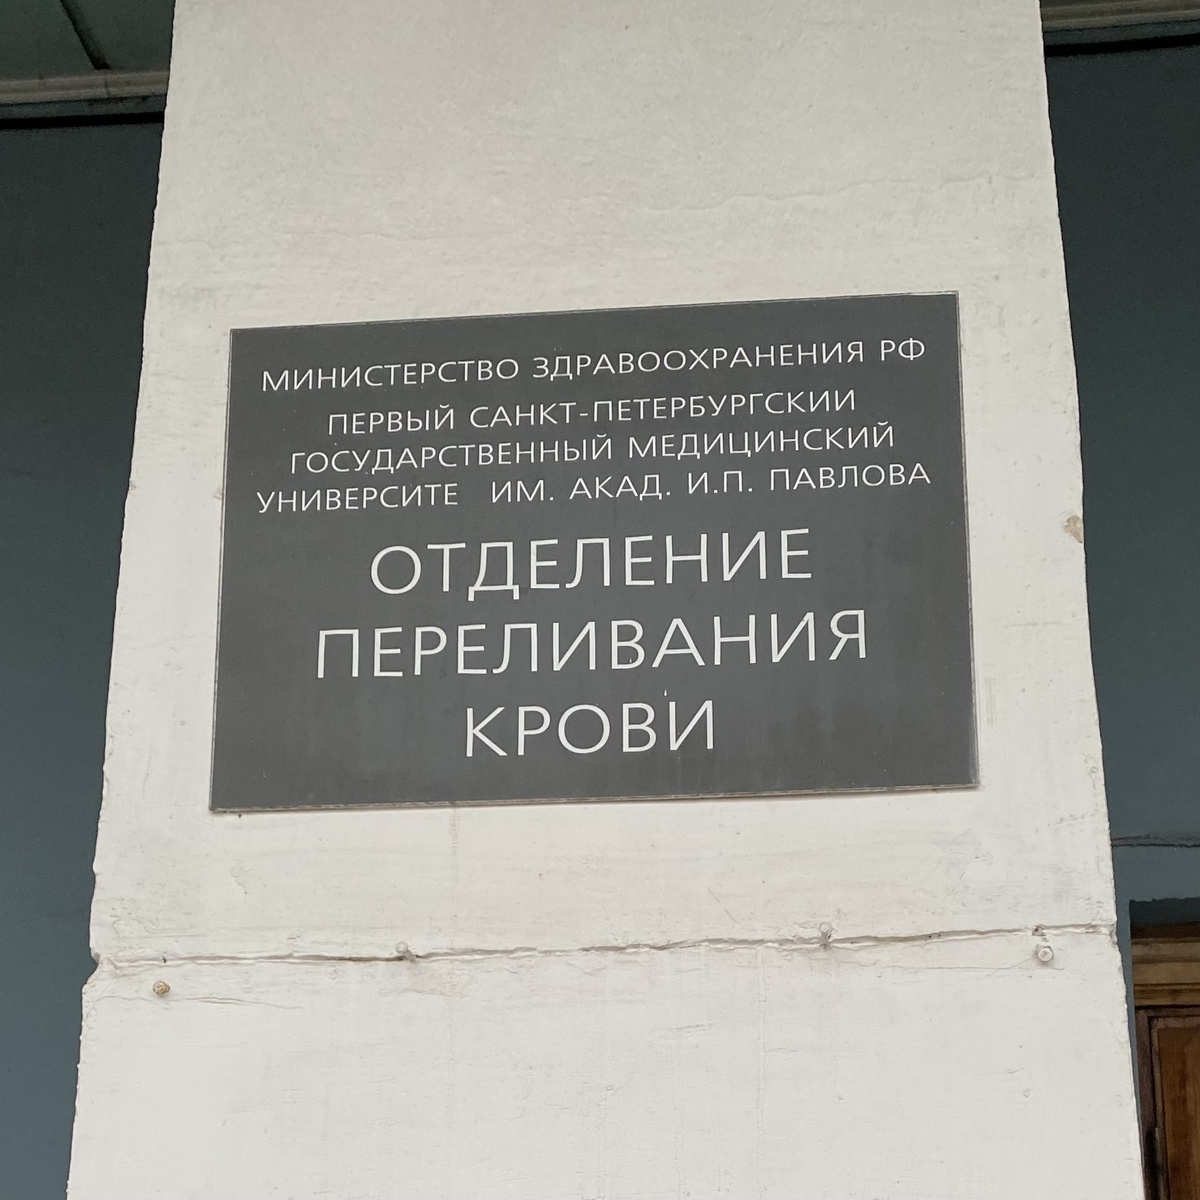 МИНИСТЕРСТВО ЗДРАВООХРАНЕНИЯ РФ
ПЕРВЫЙ САНКТ-ПЕТЕРБУРГСКИИ
ГОСУДАРСТВЕННЫЙ МЕДИЦИНСКИЙ
УНИВЕРСИТЕ ИМ. АКАД. И.П. ПАВЛОВА
ОТДЕЛЕНИЕ
ПЕРЕЛИВАНИЯ
КРОВИ